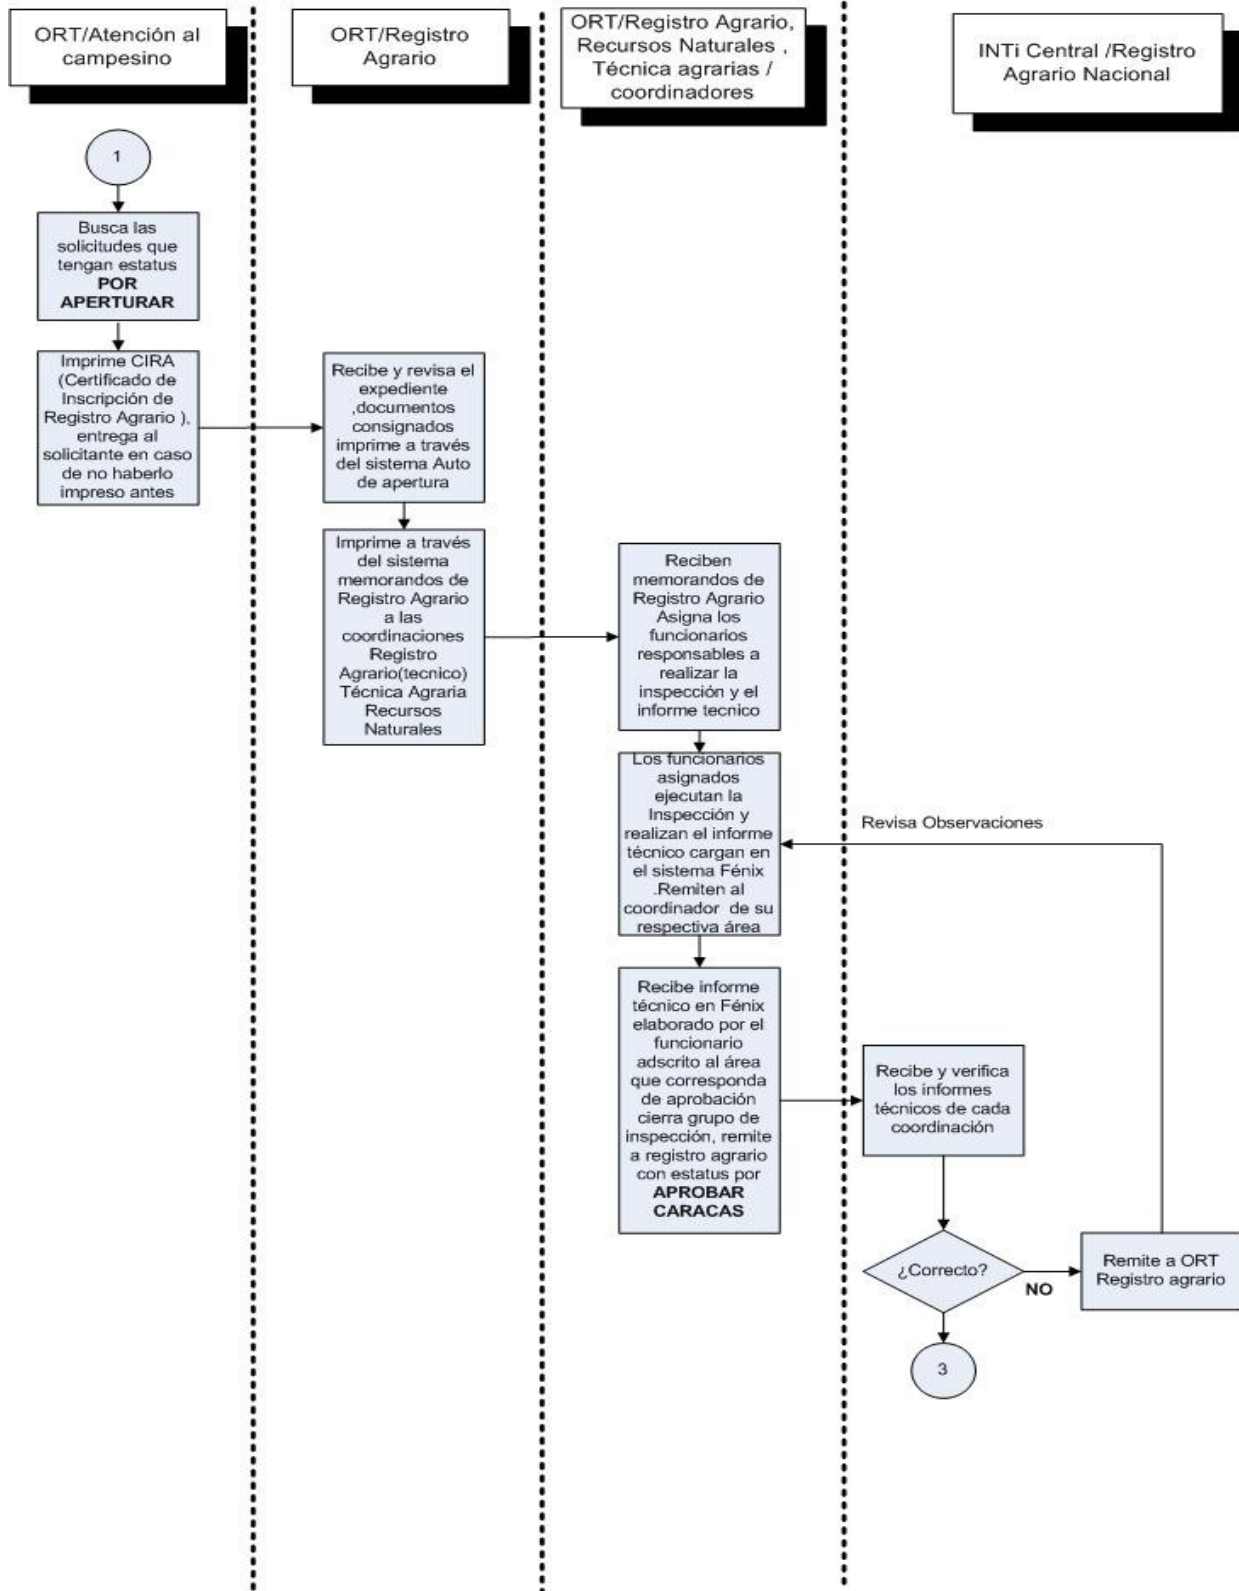 ORT/Atención al
campesino
ORT/Registro
Agrario
ORT/Registro Agrario,
Recursos Naturales ,
Técnica agrarias /
coordinadores
INTi Central /Registro
Agrario Nacional
1
Busca las
solicitudes que
tengan estatus
POR
APERTURAR
Imprime CIRA
(Certificado de
Inscripción de
Registro Agrario ),
entrega al
solicitante en caso
de no haberlo
impreso antes
Recibe y revisa el
expediente
,documentos
consignados
imprime a través
del sistema Auto
de apertura
Imprime a través
del sistema
memorandos de
Registro Agrario
a las
coordinaciones
Registro
Agrario(tecnico)
Técnica Agraria
Recursos
Naturales
Reciben
memorandos de
Registro Agrario
Asigna los
funcionarios
responsables a
realizar la
inspección y el
informe tecnico
Los funcionarios
asignados
ejecutan la
Inspección y
realizan el informe
técnico cargan en
el sistema Fénix
.Remiten al
coordinador de su
respectiva área
Revisa Observaciones
Recibe informe
técnico en Fénix
elaborado por el
funcionario
adscrito al área
que corresponda
de aprobación
cierra grupo de
inspección, remite
a registro agrario
con estatus por
APROBAR
CARACAS
Recibe y verifica
los informes
técnicos de cada
coordinación
¿Correcto?
NO
Remite a ORT
Registro agrario
3